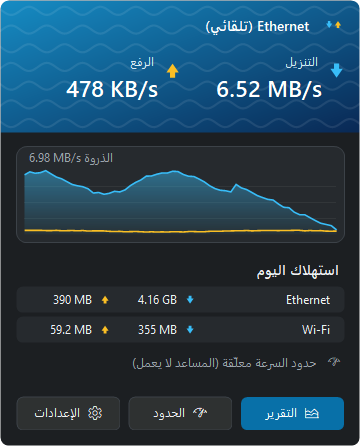 Ethernet (تلقائي)
التنزيل
6.52 MB/s
الرفع
478 KB/s
الذروة 6.98 MB/s
استهلاك اليوم
Ethernet 4.16 GB 390 MB
Wi-Fi 355 MB 59.2 MB
حدود السرعة معلّقة (المساعد لا يعمل)
التقرير
الحدود
الإعدادات